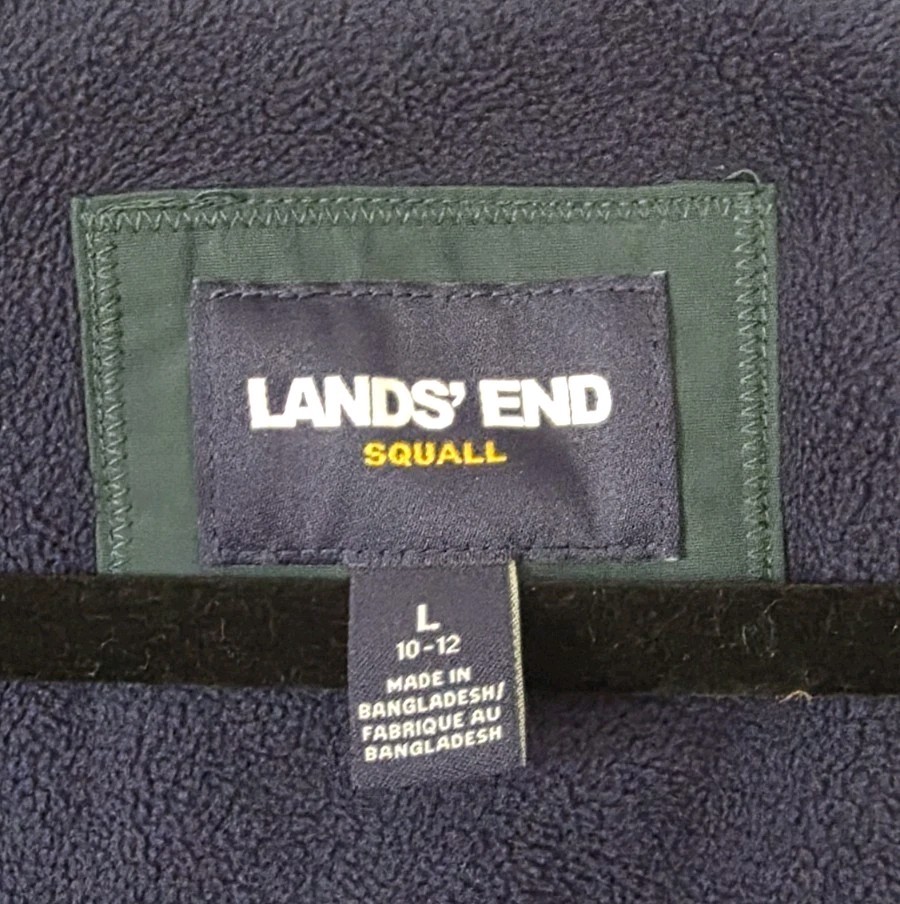 LANDS' END
SQUALL
L
10-12
MADE IN
BANGLADESH/
FABRIQUE AU
BANGLADESH